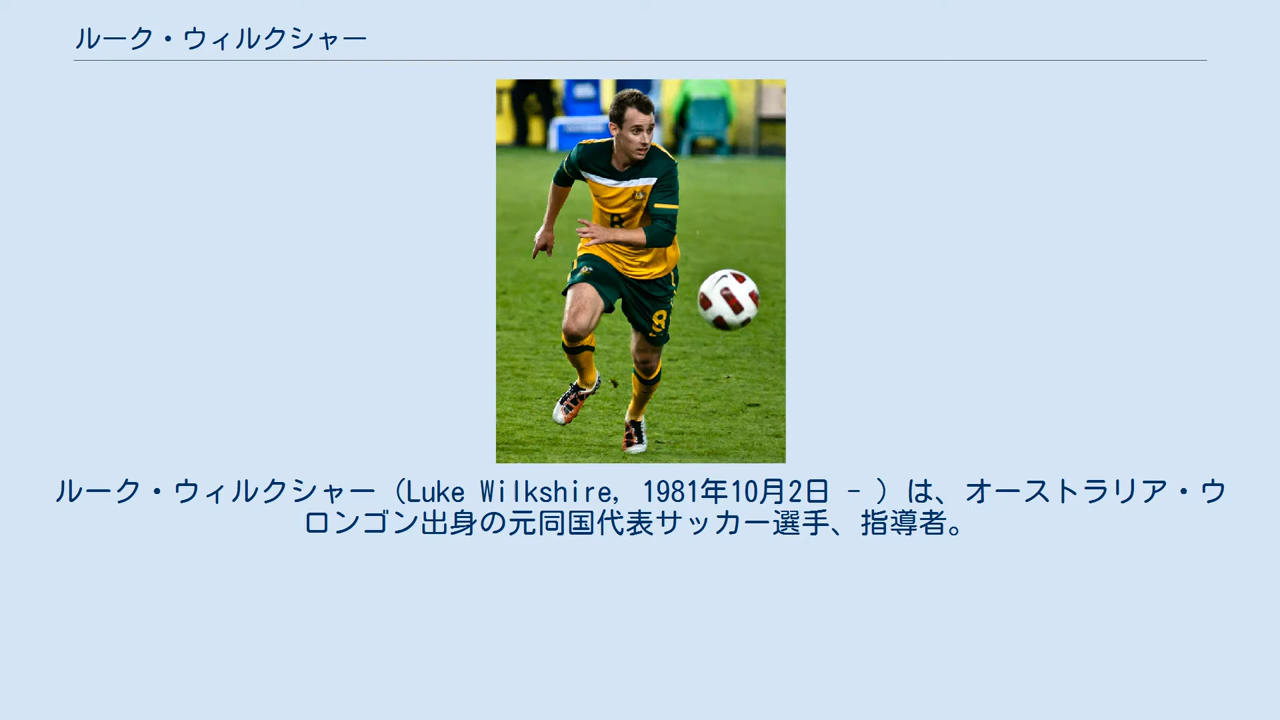 ルーク・ウィルクシャー
8
8
ルーク・ウィルクシャー（Luke Wilkshire, 1981年10月2日 - ）は、オーストラリア・ウ
ロンゴン出身の元同国代表サッカー選手、指導者。